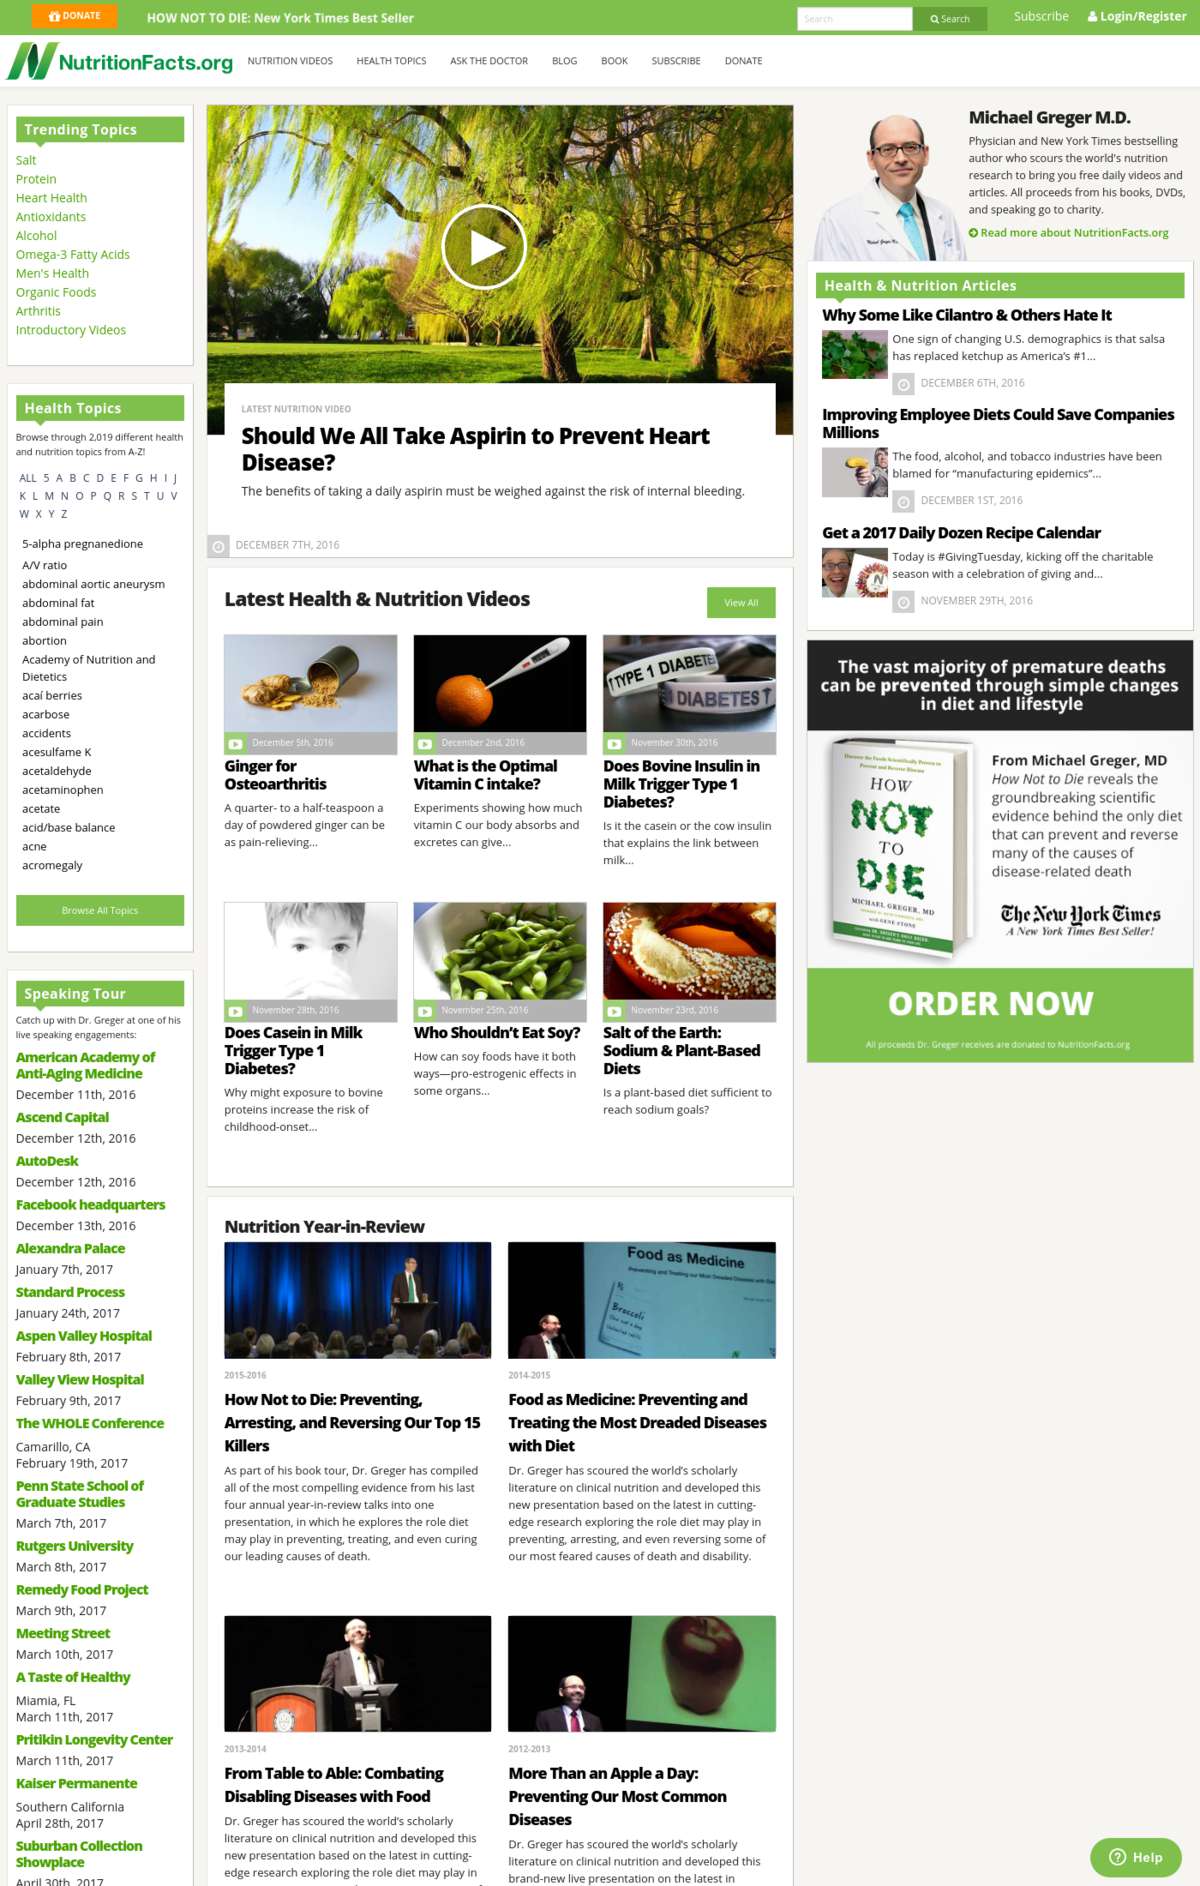 DONATE
HOW NOT TO DIE: New York Times Best Seller
Search
Search
Subscribe
Login/Register
NutritionFacts.org
NUTRITION VIDEOS
HEALTH TOPICS
ASK THE DOCTOR
BLOG
BOOK
SUBSCRIBE
DONATE
Trending Topics
Salt
Protein
Heart Health
Antioxidants
Alcohol
Omega-3 Fatty Acids
Men's Health
Organic Foods
Arthritis
Introductory Videos
Health Topics
Browse through 2,019 different health
and nutrition topics from A-Z!
ALL 5 A B C D E F G H I J
K L M N O P Q R S T U V
W X Y Z
5-alpha pregnanedione
A/V ratio
abdominal aortic aneurysm
abdominal fat
abdominal pain
abortion
Academy of Nutrition and
Dietetics
acaí berries
acarbose
accidents
acesulfame K
acetaldehyde
acetaminophen
acetate
acid/base balance
acne
acromegaly
Browse All Topics
Speaking Tour
Catch up with Dr. Greger at one of his
live speaking engagements:
American Academy of
Anti-Aging Medicine
December 11th, 2016
Ascend Capital
December 12th, 2016
AutoDesk
December 12th, 2016
Facebook headquarters
December 13th, 2016
Alexandra Palace
January 7th, 2017
Standard Process
January 24th, 2017
Aspen Valley Hospital
February 8th, 2017
Valley View Hospital
February 9th, 2017
The WHOLE Conference
Camarillo, CA
February 19th, 2017
Penn State School of
Graduate Studies
March 7th, 2017
Rutgers University
March 8th, 2017
Remedy Food Project
March 9th, 2017
Meeting Street
March 10th, 2017
A Taste of Healthy
Miamia, FL
March 11th, 2017
Pritikin Longevity Center
March 11th, 2017
Kaiser Permanente
Southern California
April 28th, 2017
Suburban Collection
Showplace
April 30th, 2017
LATEST NUTRITION VIDEO
Should We All Take Aspirin to Prevent Heart
Disease?
The benefits of taking a daily aspirin must be weighed against the risk of internal bleeding.
DECEMBER 7TH, 2016
Latest Health & Nutrition Videos
View All
TYPE 1 DIABETES
DIABETES
December 5th, 2016
Ginger for
Osteoarthritis
A quarter- to a half-teaspoon a
day of powdered ginger can be
as pain-relieving...
December 2nd, 2016
What is the Optimal
Vitamin C intake?
Experiments showing how much
vitamin C our body absorbs and
excretes can give...
November 30th, 2016
Does Bovine Insulin in
Milk Trigger Type 1
Diabetes?
Is it the casein or the cow insulin
that explains the link between
milk...
November 28th, 2016
Does Casein in Milk
Trigger Type 1
Diabetes?
Why might exposure to bovine
proteins increase the risk of
childhood-onset...
November 25th, 2016
Who Shouldn't Eat Soy?
How can soy foods have it both
ways—pro-estrogenic effects in
some organs...
November 23rd, 2016
Salt of the Earth:
Sodium & Plant-Based
Diets
Is a plant-based diet sufficient to
reach sodium goals?
Nutrition Year-in-Review
Food as Medicine
Broccoli
2015-2016
How Not to Die: Preventing,
Arresting, and Reversing Our Top 15
Killers
As part of his book tour, Dr. Greger has compiled
all of the most compelling evidence from his last
four annual year-in-review talks into one
presentation, in which he explores the role diet
may play in preventing, treating, and even curing
our leading causes of death.
2014-2015
Food as Medicine: Preventing and
Treating the Most Dreaded Diseases
with Diet
Dr. Greger has scoured the world's scholarly
literature on clinical nutrition and developed this
new presentation based on the latest in cutting-
edge research exploring the role diet may play in
preventing, arresting, and even reversing some of
our most feared causes of death and disability.
2013-2014
From Table to Able: Combating
Disabling Diseases with Food
Dr. Greger has scoured the world's scholarly
literature on clinical nutrition and developed this
new presentation based on the latest in cutting-
edge research exploring the role diet may play in
2012-2013
More Than an Apple a Day:
Preventing Our Most Common
Diseases
Dr. Greger has scoured the world's scholarly
literature on clinical nutrition and developed this
brand-new live presentation on the latest in
Michael Greger M.D.
Physician and New York Times bestselling
author who scours the world's nutrition
research to bring you free daily videos and
articles. All proceeds from his books, DVDs,
and speaking go to charity.
Read more about NutritionFacts.org
Health & Nutrition Articles
Why Some Like Cilantro & Others Hate It
One sign of changing U.S. demographics is that salsa
has replaced ketchup as America's #1...
DECEMBER 6TH, 2016
Improving Employee Diets Could Save Companies
Millions
The food, alcohol, and tobacco industries have been
blamed for “manufacturing epidemics”...
DECEMBER 1ST, 2016
Get a 2017 Daily Dozen Recipe Calendar
Today is #GivingTuesday, kicking off the charitable
season with a celebration of giving and...
NOVEMBER 29TH, 2016
The vast majority of premature deaths
can be prevented through simple changes
in diet and lifestyle
HOW
NOT
TO
DIE
MICHAEL GREGER, MD
with GENE STONE
From Michael Greger, MD
How Not to Die reveals the
groundbreaking scientific
evidence behind the only diet
that can prevent and reverse
many of the causes of
disease-related death
The New York Times
A New York Times Best Seller!
ORDER NOW
All proceeds Dr. Greger receives are donated to NutritionFacts.org
Help